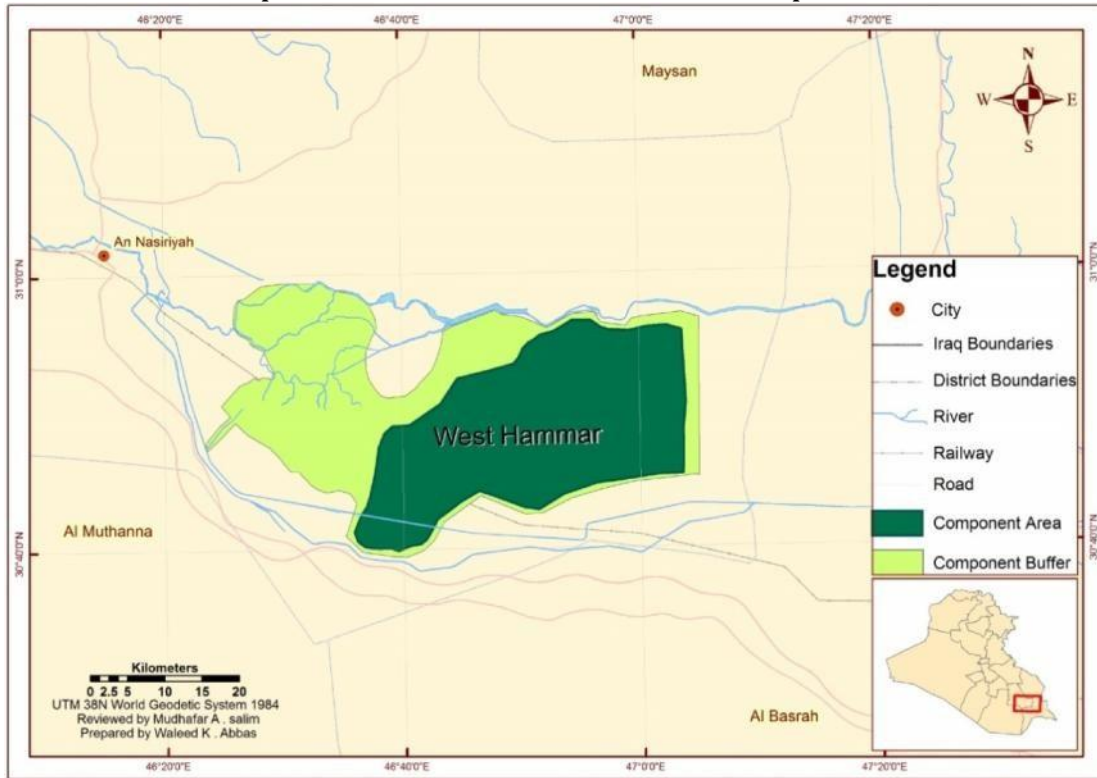 46°20'0"E
46°40'0"E
47°0'0"E
47°20'0"E
Maysan
N
W
E
S
An Nasiriyah
31°0'0"N
31°0'0"N
Legend
City
Iraq Boundaries
District Boundaries
River
Railway
Road
Component Area
Component Buffer
West Hammar
Al Muthanna
30°40'0"N
30°40'0"N
Kilometers
0 2.5 5 10 15 20
UTM 38N World Geodetic System 1984
Reviewed by Mudhafar A . salim
Prepared by Waleed K . Abbas
Al Basrah
46°20'0"E
46°40'0"E
47°0'0"E
47°20'0"E